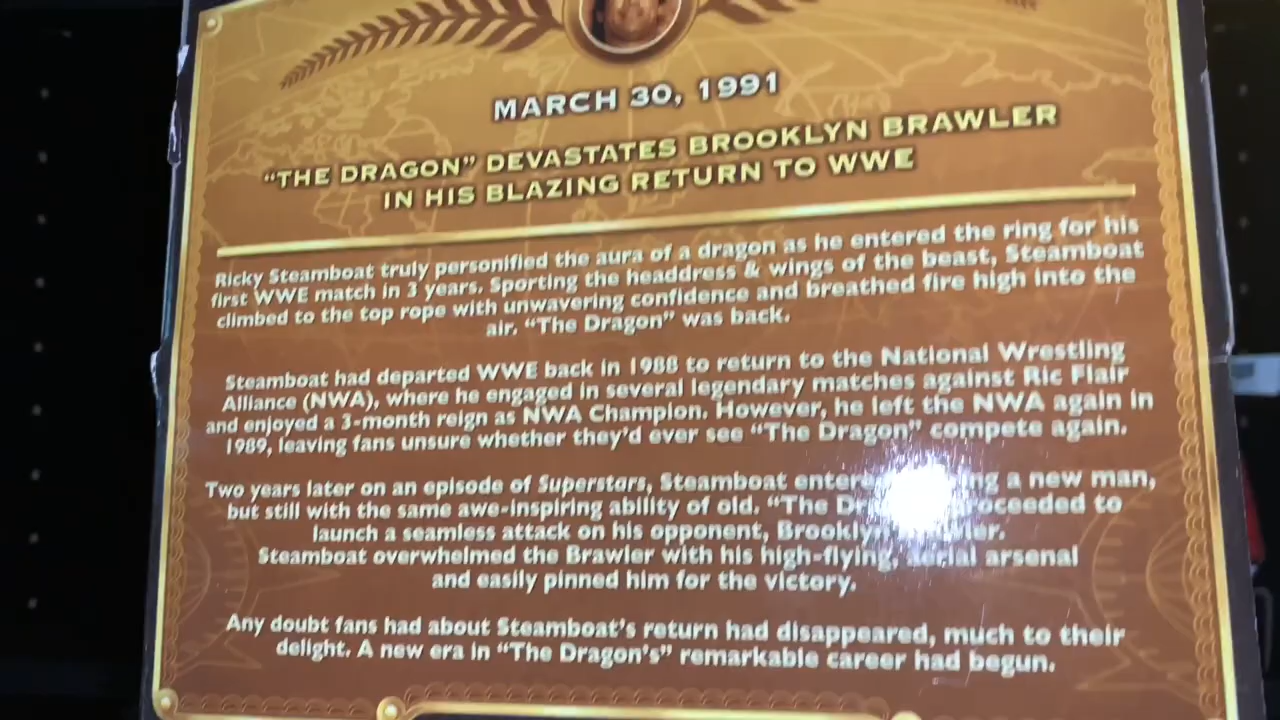 MARCH 30, 1991
"THE DRAGON" DEVASTATES BROOKLYN BRAWLER
IN HIS BLAZING RETURN TO WWE
Ricky Steamboat truly personified the aura of a dragon as he entered the ring for his
first WWE match in 3 years. Sporting the headdress & wings of the beast, Steamboat
climbed to the top rope with unwavering confidence and breathed fire high into the
air. "The Dragon" was back.
Steamboat had departed WWE back in 1988 to return to the National Wrestling
Alliance (NWA), where he engaged in several legendary matches against Ric Flair
and enjoyed a 3-month reign as NWA Champion. However, he left the NWA again in
1989, leaving fans unsure whether they'd ever see "The Dragon" compete again.
Two years later on an episode of Superstars, Steamboat a new man,
but still with the same awe-inspiring ability of old. "The to
launch a seamless attack on his opponent,
Steamboat overwhelmed the Brawler with his high-flying, arsenal
and easily pinned him for the victory.
Any doubt fans had about Steamboat's return had disappeared, much to their
delight. A new era in "The Dragon's" remarkable career had begun.